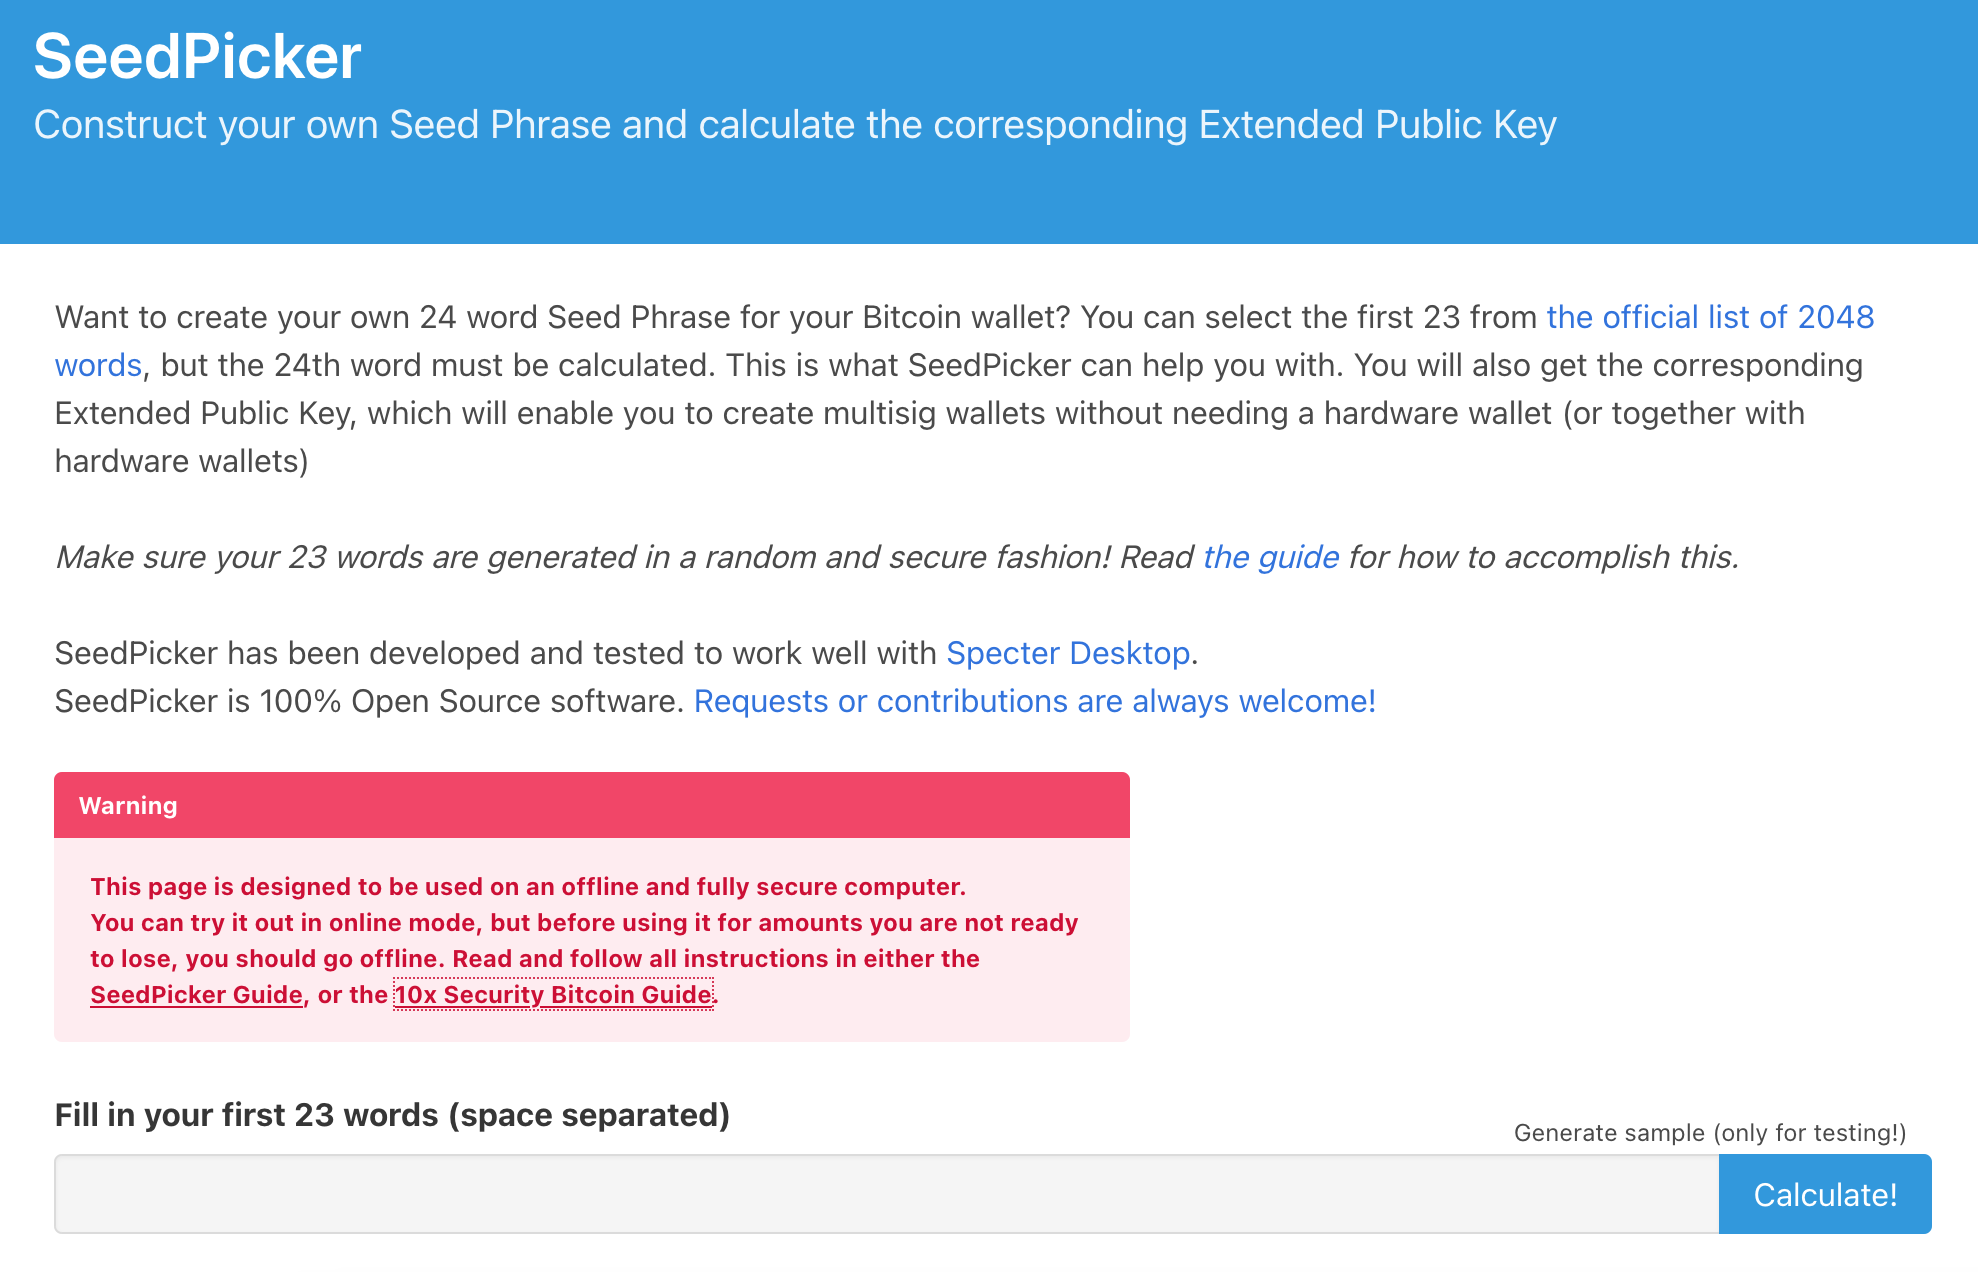 SeedPicker
Construct your own Seed Phrase and calculate the corresponding Extended Public Key
Want to create your own 24 word Seed Phrase for your Bitcoin wallet? You can select the first 23 from the official list of 2048
words, but the 24th word must be calculated. This is what SeedPicker can help you with. You will also get the corresponding
Extended Public Key, which will enable you to create multisig wallets without needing a hardware wallet (or together with
hardware wallets)
Make sure your 23 words are generated in a random and secure fashion! Read the guide for how to accomplish this.
SeedPicker has been developed and tested to work well with Specter Desktop.
SeedPicker is 100% Open Source software. Requests or contributions are always welcome!
Warning
This page is designed to be used on an offline and fully secure computer.
You can try it out in online mode, but before using it for amounts you are not ready
to lose, you should go offline. Read and follow all instructions in either the
SeedPicker Guide, or the 10x Security Bitcoin Guide.
Fill in your first 23 words (space separated)
Generate sample (only for testing!)
Calculate!